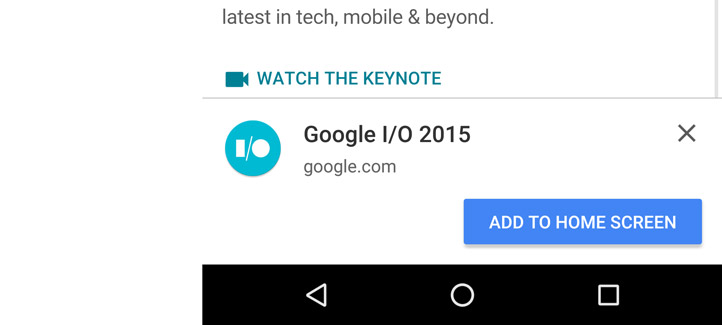 latest in tech, mobile & beyond.
WATCH THE KEYNOTE
I/O
Google I/O 2015
google.com
ADD TO HOME SCREEN